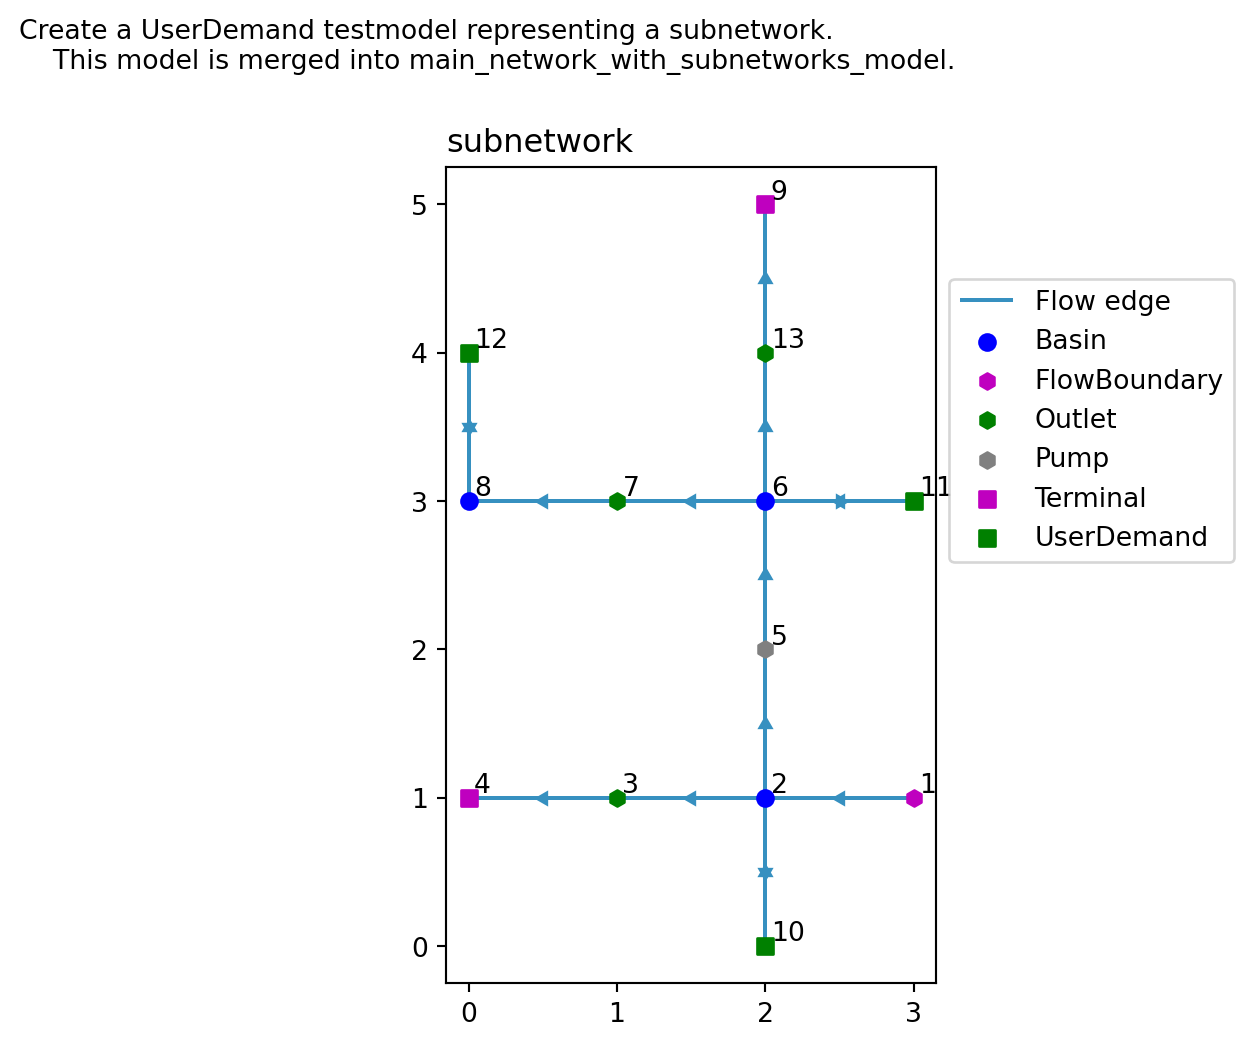 Create a UserDemand testmodel representing a subnetwork.
This model is merged into main_network_with_subnetworks_model.
subnetwork
5
4
3
2
1
0
0 1 2 3
9
12
13
8
7
6
11
5
4
3
2
1
10
Flow edge
Basin
FlowBoundary
Outlet
Pump
Terminal
UserDemand